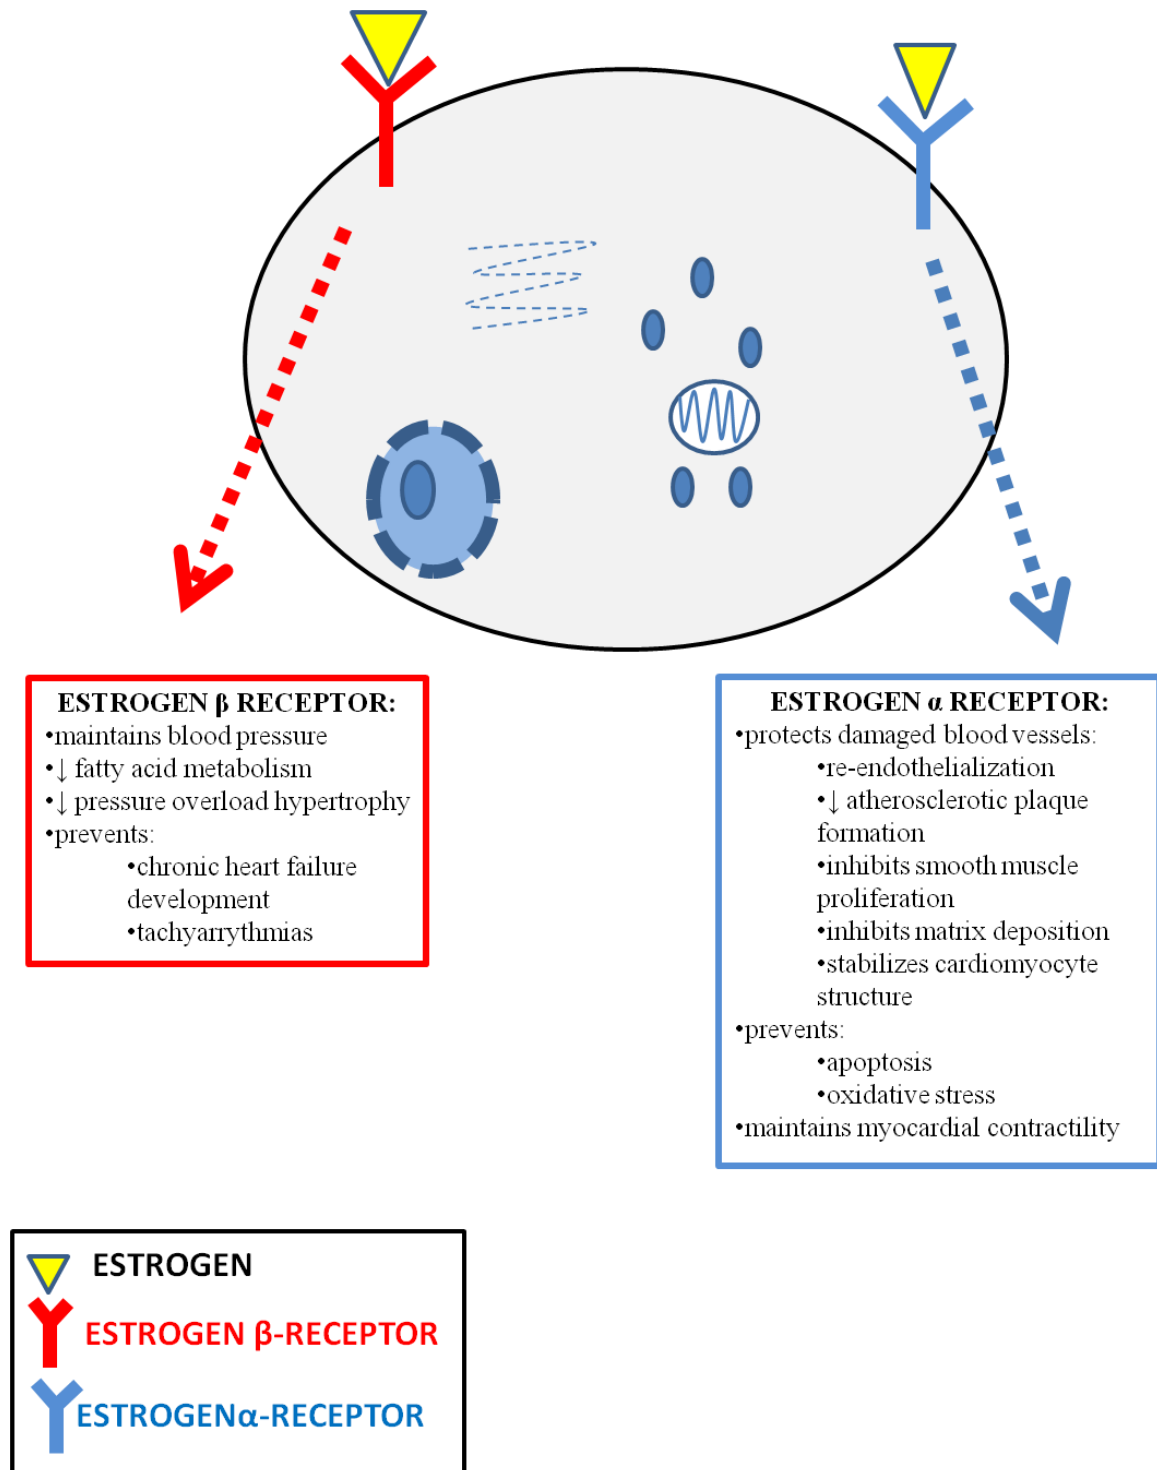 ESTROGEN β RECEPTOR:
•maintains blood pressure
•↓ fatty acid metabolism
•↓ pressure overload hypertrophy
•prevents:
•chronic heart failure
development
•tachyarrythmias
ESTROGEN α RECEPTOR:
•protects damaged blood vessels:
•re-endothelialization
•↓ atherosclerotic plaque
formation
•inhibits smooth muscle
proliferation
•inhibits matrix deposition
•stabilizes cardiomyocyte
structure
•prevents:
•apoptosis
•oxidative stress
•maintains myocardial contractility
ESTROGEN
ESTROGEN β-RECEPTOR
ESTROGENα-RECEPTOR